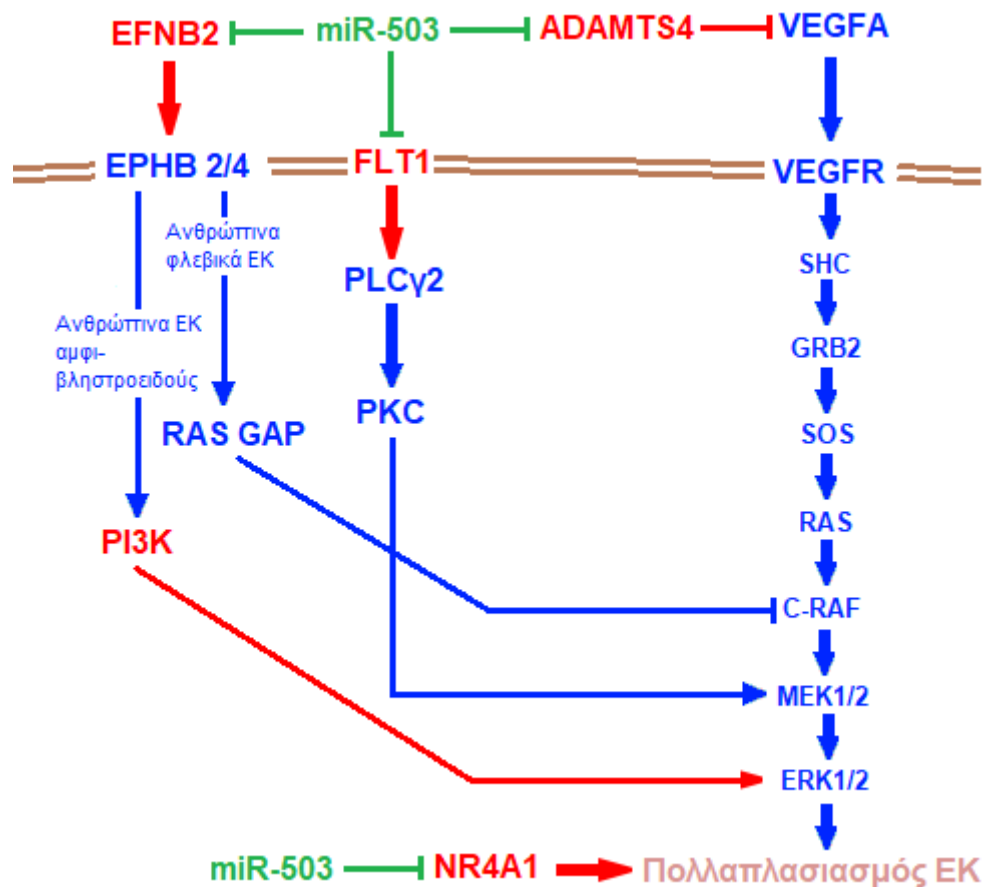 EFNB2 miR-503 ADAMTS4 VEGFA
EPHB 2/4 FLT1 VEGFR
Ανθρώπινα
φλεβικά ΕΚ
SHC
PLCγ2
Ανθρώπινα ΕΚ
αμφι-
βληστροειδούς
GRB2
PKC
RAS GAP
SOS
RAS
PI3K
C-RAF
MEK1/2
ERK1/2
miR-503 NR4A1 Πολλαπλασιασμός ΕΚ